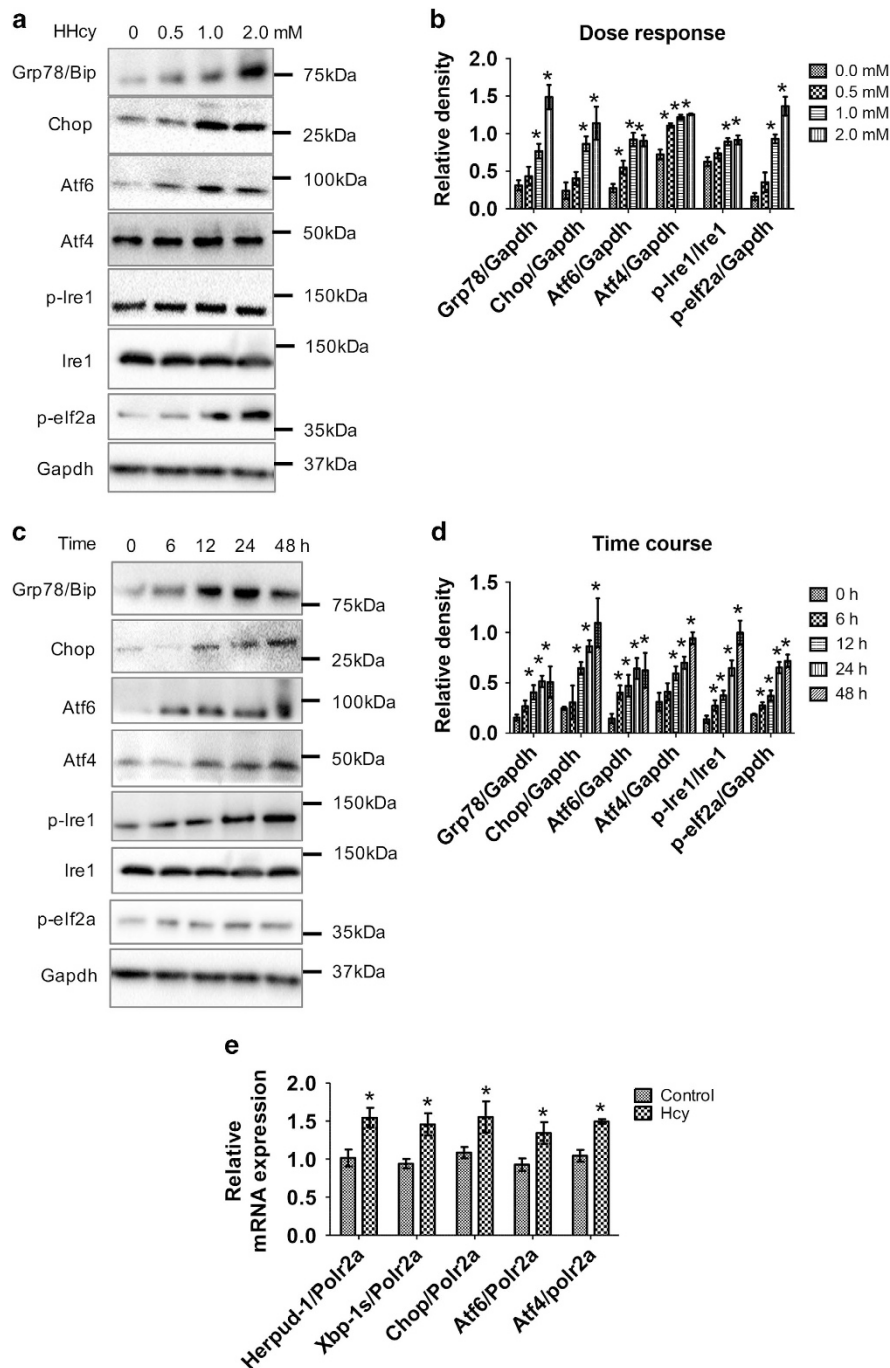 a
HHcy 0 0.5 1.0 2.0 mM
Grp78/Bip
75kDa
Chop
25kDa
Atf6
100kDa
Atf4
50kDa
p-Ire1
150kDa
Ire1
150kDa
p-eIf2a
35kDa
Gapdh
37kDa
b
Dose response
Relative density
2.0
1.5
1.0
0.5
0.0
* * * * * * * * * * * * *
Grp78/Gapdh
Chop/Gapdh
Atf6/Gapdh
Atf4/Gapdh
p-Ire1/Ire1
p-eIf2a/Gapdh
0.0 mM
0.5 mM
1.0 mM
2.0 mM
c
Time 0 6 12 24 48 h
Grp78/Bip
75kDa
Chop
25kDa
Atf6
100kDa
Atf4
50kDa
p-Ire1
150kDa
Ire1
150kDa
p-eIf2a
35kDa
Gapdh
37kDa
d
Time course
Relative density
1.5
1.0
0.5
0.0
* * * * * * * * * * * * * * * * * * * * *
Grp78/Gapdh
Chop/Gapdh
Atf6/Gapdh
Atf4/Gapdh
p-Ire1/Ire1
p-eIf2a/Gapdh
0 h
6 h
12 h
24 h
48 h
e
Relative
mRNA expression
2.0
1.5
1.0
0.5
0.0
* * * * *
Herpud-1/Polr2a
Xbp-1s/Polr2a
Chop/Polr2a
Atf6/Polr2a
Atf4/polr2a
Control
Hcy